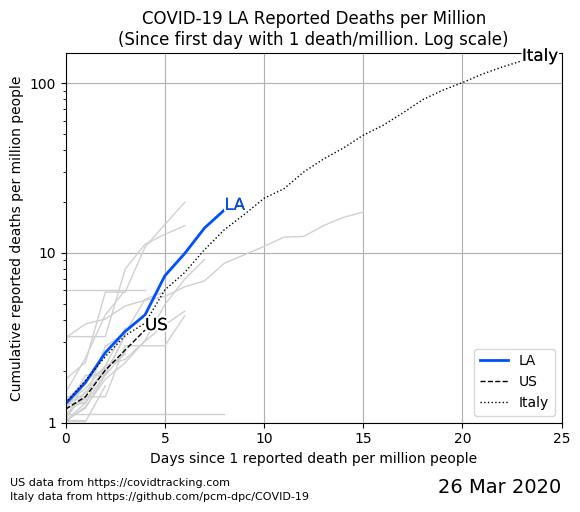 COVID-19 LA Reported Deaths per Million
(Since first day with 1 death/million. Log scale)
Italy
100
LA
10
US
1
0
5
10
15
20
25
Cumulative reported deaths per million people
Days since 1 reported death per million people
LA
US
Italy
US data from https://covidtracking.com
Italy data from https://github.com/pcm-dpc/COVID-19
26 Mar 2020